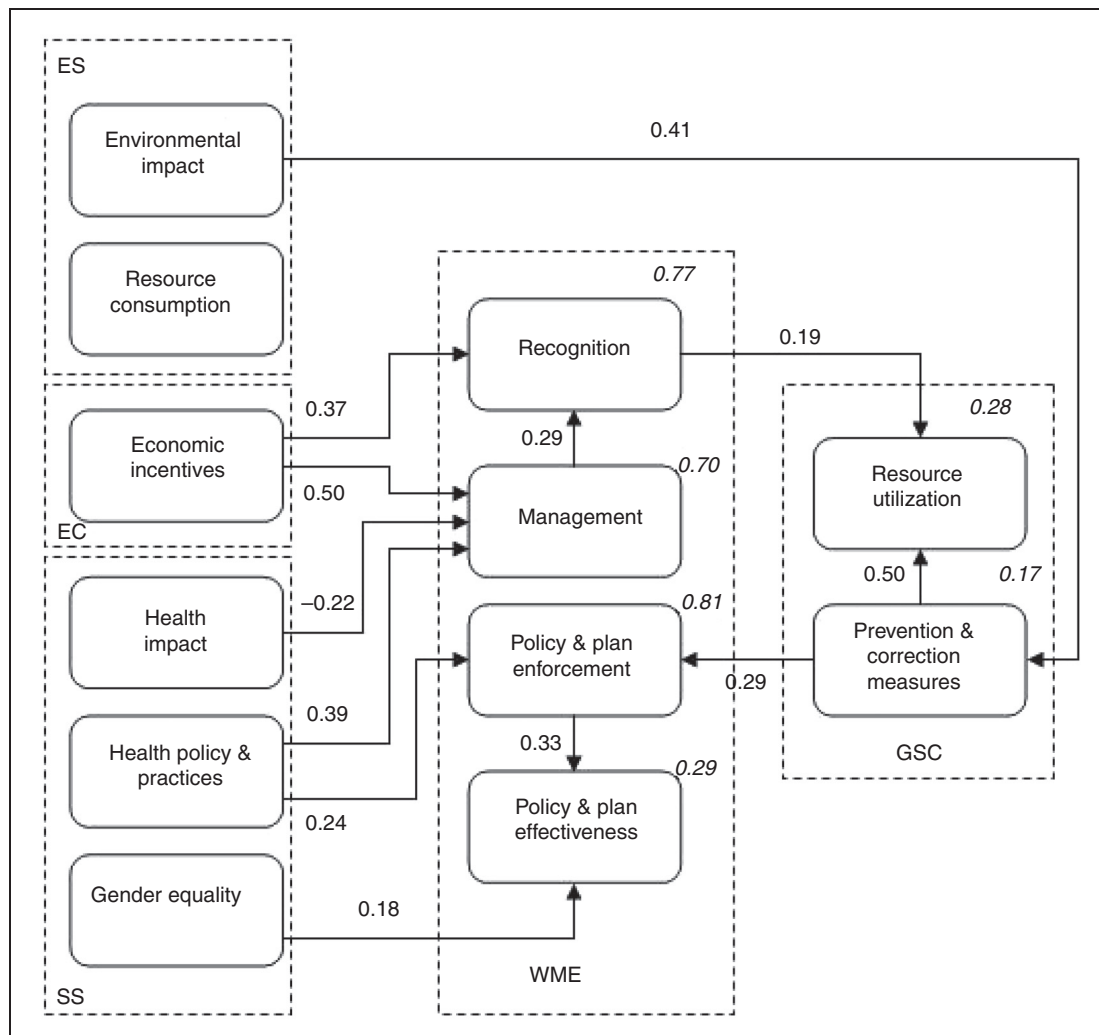 ES
Environmental
impact
0.41
Resource
consumption
0.77
Recognition
0.19
0.37
Economic
incentives
0.50
EC
0.29
0.70
Management
0.28
Resource
utilization
0.50
0.17
Health
impact
–0.22
0.81
Policy & plan
enforcement
Prevention &
correction
measures
0.29
GSC
0.39
Health policy &
practices
0.24
0.33
0.29
Policy & plan
effectiveness
Gender equality
0.18
WME
SS